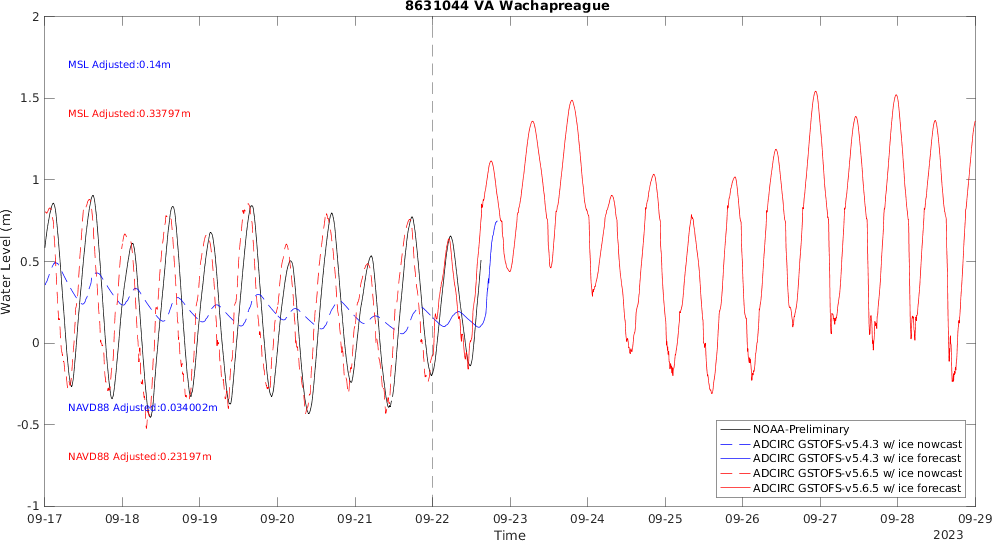 8631044 VA Wachapreague
2
1.5
1
0.5
0
-0.5
-1
Water Level (m)
MSL Adjusted:0.14m
MSL Adjusted:0.33797m
NAVD88 Adjusted:0.034002m
NAVD88 Adjusted:0.23197m
NOAA-Preliminary
ADCIRC GSTOFS-v5.4.3 w/ ice nowcast
ADCIRC GSTOFS-v5.4.3 w/ ice forecast
ADCIRC GSTOFS-v5.6.5 w/ ice nowcast
ADCIRC GSTOFS-v5.6.5 w/ ice forecast
09-17 09-18 09-19 09-20 09-21 09-22 09-23 09-24 09-25 09-26 09-27 09-28 09-29
Time
2023